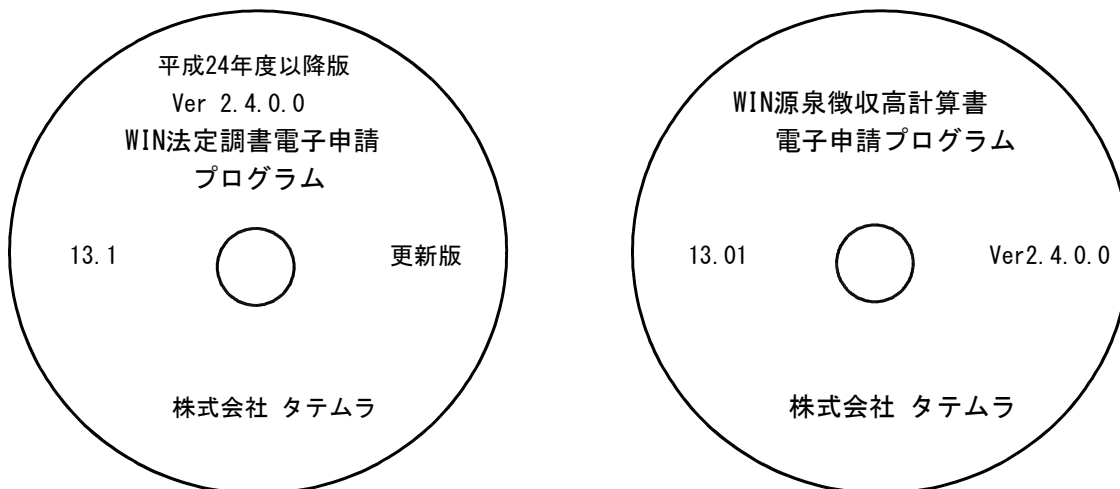 平成24年度以降版
Ver 2.4.0.0
WIN法定調書電子申請
プログラム
13.1
更新版
株式会社 タテムラ
WIN源泉徴収高計算書
電子申請プログラム
13.01
Ver2.4.0.0
株式会社 タテムラ